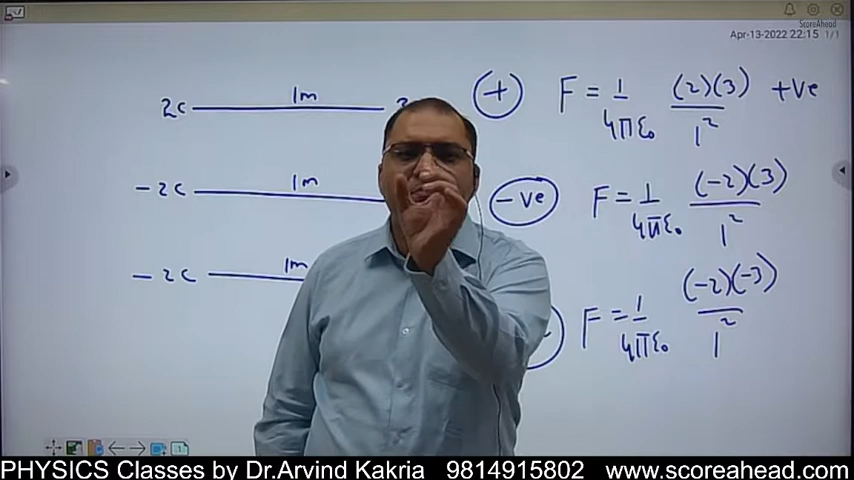 ScoreAhead
Apr-13-2022 22:15 1/1
2C 1m + F = 1/4πε₀ (2)(3)/1² +ve
-2C 1m -ve F = 1/4πε₀ (-2)(3)/1²
-2C 1m F = 1/4πε₀ (-2)(-3)/1²
PHYSICS Classes by Dr.Arvind Kakria 9814915802 www.scoreahead.com